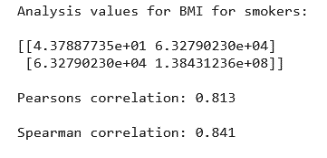 Analysis values for BMI for smokers:
[[4.37887735e+01 6.32790230e+04]
[6.32790230e+04 1.38431236e+08]]
Pearsons correlation: 0.813
Spearman correlation: 0.841